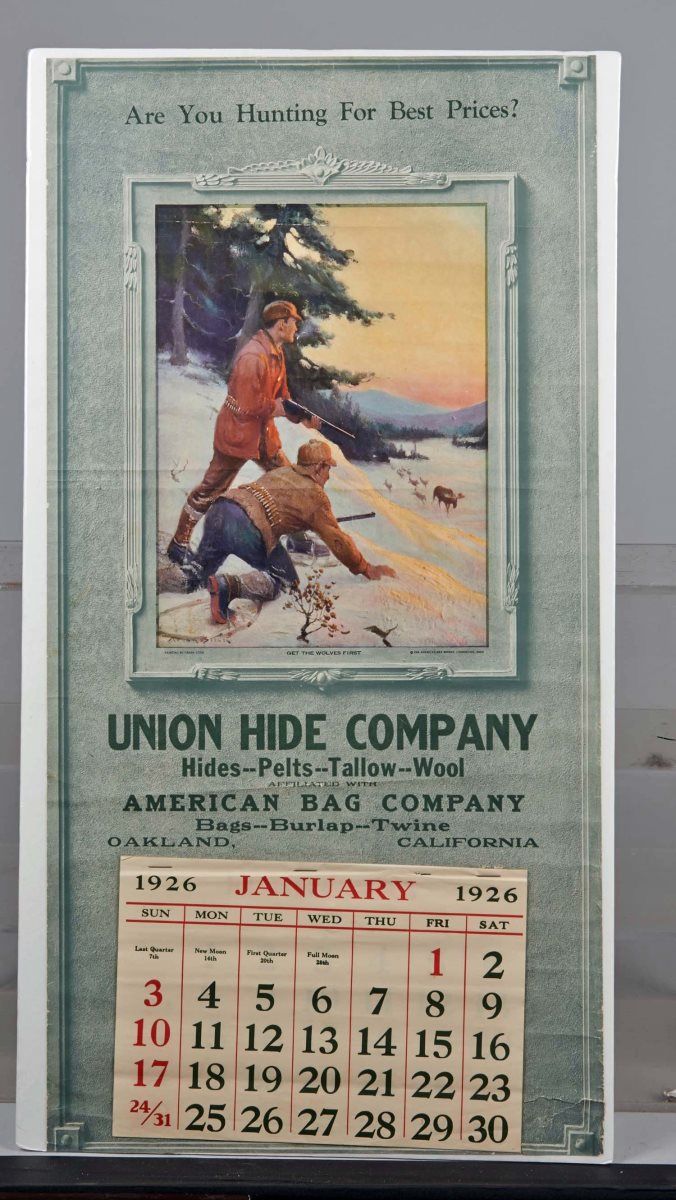 Are You Hunting For Best Prices?
GET THE WOLVES FIRST
UNION HIDE COMPANY
Hides--Pelts--Tallow--Wool
AFFILIATED WITH
AMERICAN BAG COMPANY
Bags--Burlap--Twine
OAKLAND, CALIFORNIA
1926 JANUARY 1926
SUN MON TUE WED THU FRI SAT
Last Quarter 7th New Moon 14th First Quarter 20th Full Moon 28th 1 2
3 4 5 6 7 8 9
10 11 12 13 14 15 16
17 18 19 20 21 22 23
24/31 25 26 27 28 29 30